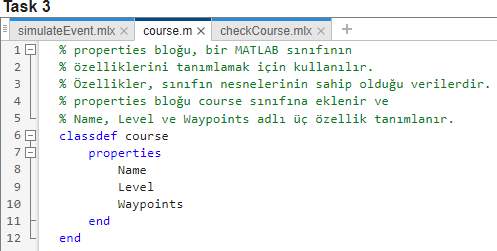 Task 3
simulateEvent.mlx × course.m × checkCourse.mlx ×
1 % properties bloğu, bir MATLAB sınıfının
2 % özelliklerini tanımlamak için kullanılır.
3 % Özellikler, sınıfın nesnelerinin sahip olduğu verilerdir.
4 % properties bloğu course sınıfına eklenir ve
5 % Name, Level ve Waypoints adlı üç özellik tanımlanır.
6 classdef course
7 properties
8 Name
9 Level
10 Waypoints
11 end
12 end